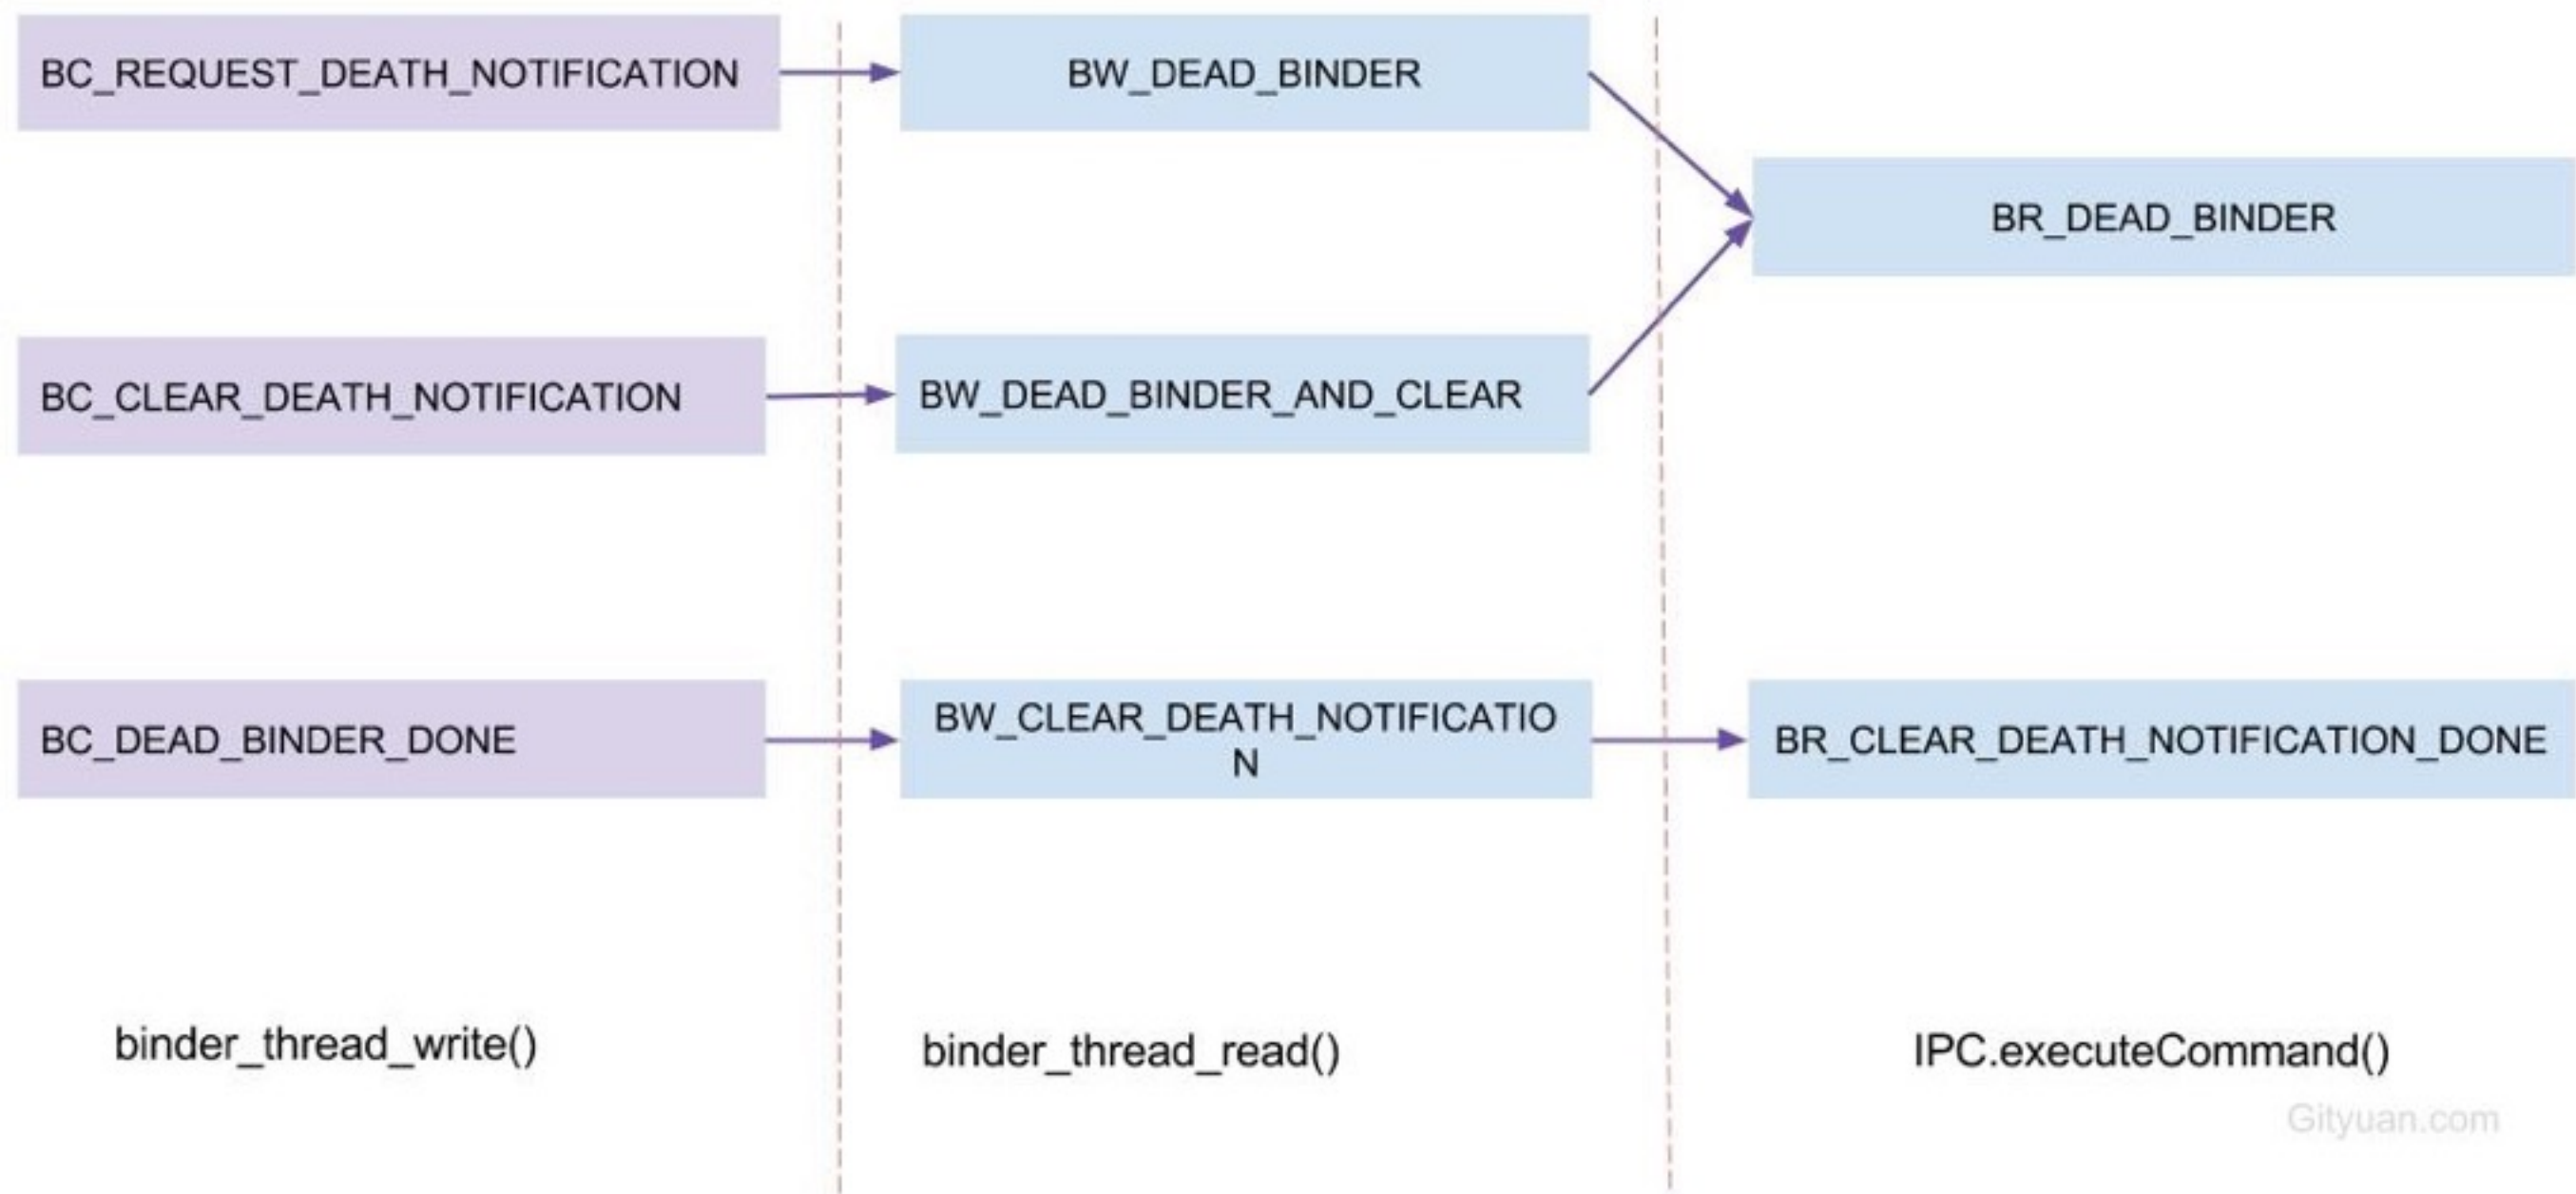 BC_REQUEST_DEATH_NOTIFICATION
BW_DEAD_BINDER
BR_DEAD_BINDER
BC_CLEAR_DEATH_NOTIFICATION
BW_DEAD_BINDER_AND_CLEAR
BC_DEAD_BINDER_DONE
BW_CLEAR_DEATH_NOTIFICATIO
N
BR_CLEAR_DEATH_NOTIFICATION_DONE
binder_thread_write()
binder_thread_read()
IPC.executeCommand()
Gityuan.com